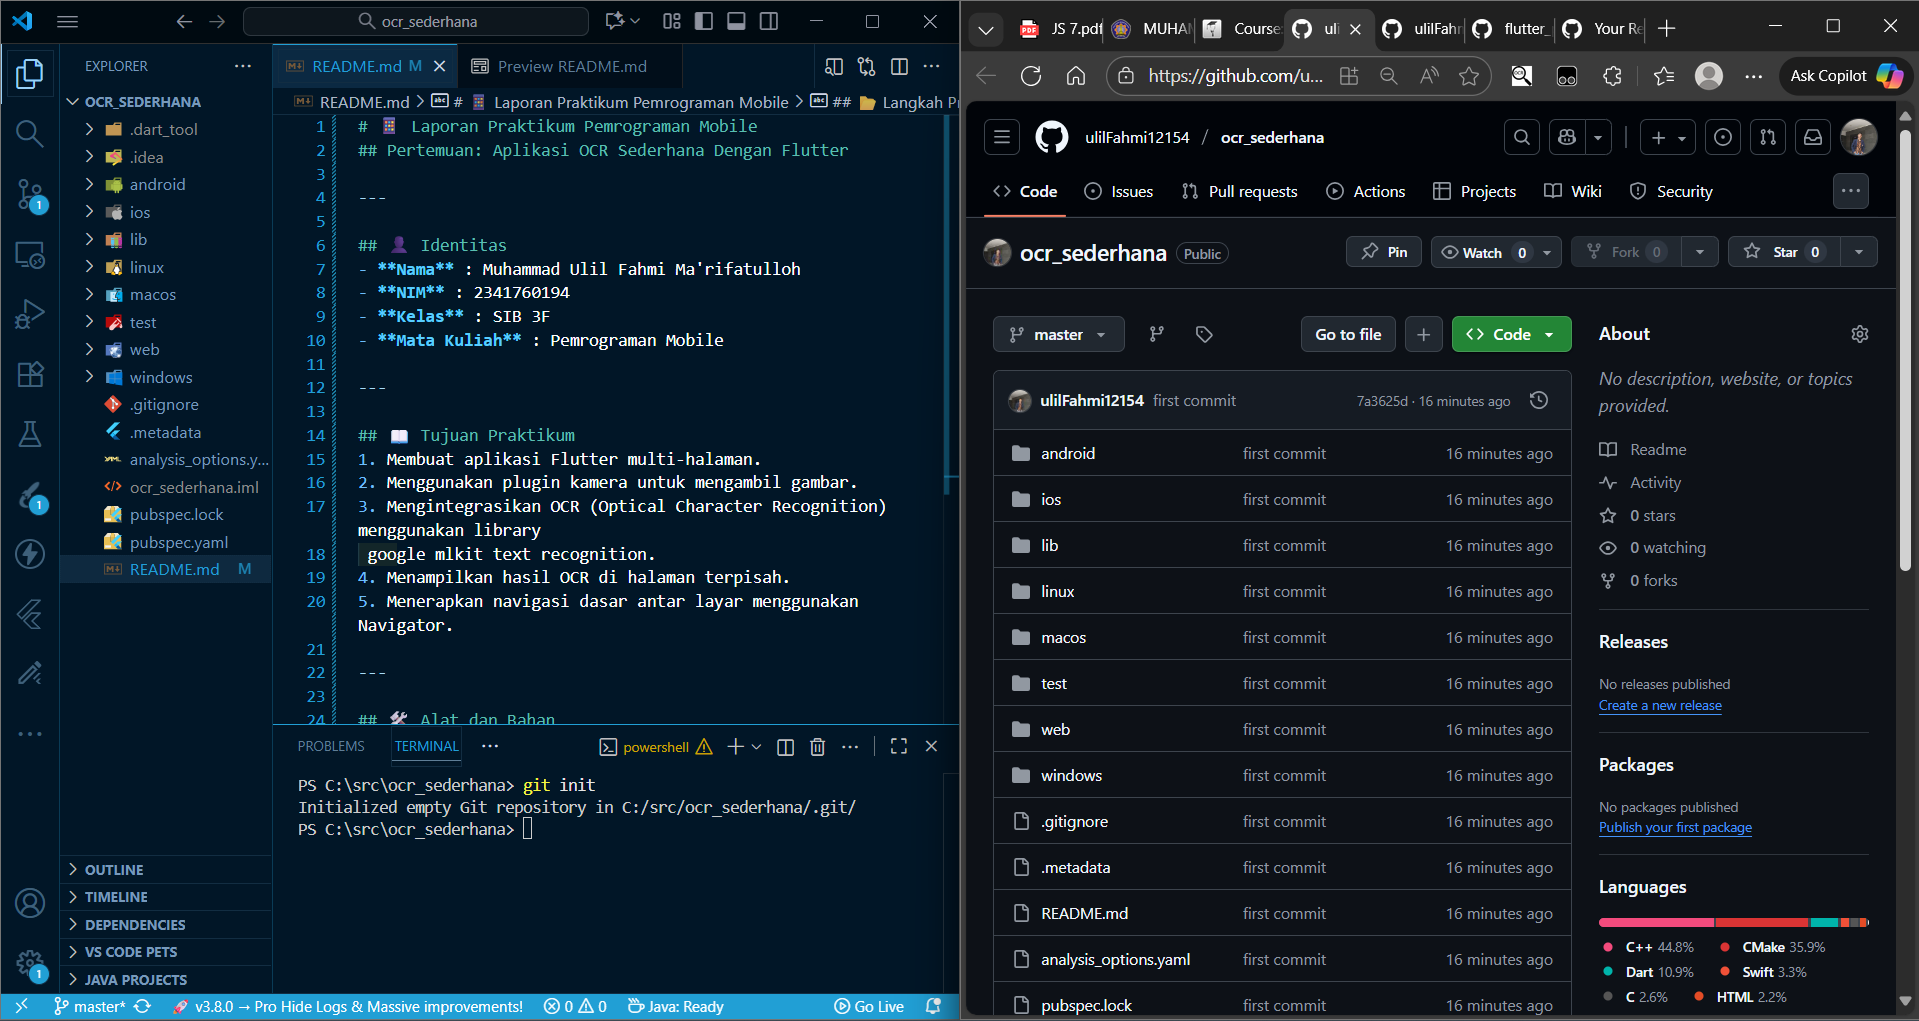 ocr_sederhana
EXPLORER
OCR_SEDERHANA
.dart_tool
.idea
android
ios
lib
linux
macos
test
web
windows
.gitignore
.metadata
analysis_options.y...
ocr_sederhana.iml
pubspec.lock
pubspec.yaml
README.md M
OUTLINE
TIMELINE
DEPENDENCIES
VS CODE PETS
JAVA PROJECTS
README.md M
Preview README.md
README.md > # Laporan Praktikum Pemrograman Mobile > ## Langkah Pr
1 # Laporan Praktikum Pemrograman Mobile
2 ## Pertemuan: Aplikasi OCR Sederhana Dengan Flutter
3
4 ---
5
6 ## Identitas
7 - **Nama** : Muhammad Ulil Fahmi Ma'rifatulloh
8 - **NIM** : 2341760194
9 - **Kelas** : SIB 3F
10 - **Mata Kuliah** : Pemrograman Mobile
11
12 ---
13
14 ## Tujuan Praktikum
15 1. Membuat aplikasi Flutter multi-halaman.
16 2. Menggunakan plugin kamera untuk mengambil gambar.
17 3. Mengintegrasikan OCR (Optical Character Recognition)
menggunakan library
18 google mlkit text recognition.
19 4. Menampilkan hasil OCR di halaman terpisah.
20 5. Menerapkan navigasi dasar antar layar menggunakan
Navigator.
21
22 ---
23
24 ## Alat dan Bahan
PROBLEMS TERMINAL ... powershell
PS C:\src\ocr_sederhana> git init
Initialized empty Git repository in C:/src/ocr_sederhana/.git/
PS C:\src\ocr_sederhana>
master* v3.8.0 → Pro Hide Logs & Massive improvements! 0 0 Java: Ready Go Live
JS 7.pdf MUHAM Course uli ulilFahm flutter_ Your Re
https://github.com/u... Ask Copilot
ulilFahmi12154 / ocr_sederhana
Code Issues Pull requests Actions Projects Wiki Security
ocr_sederhana Public Pin Watch 0 Fork 0 Star 0
master Go to file Code
ulilFahmi12154 first commit 7a3625d · 16 minutes ago
android first commit 16 minutes ago
ios first commit 16 minutes ago
lib first commit 16 minutes ago
linux first commit 16 minutes ago
macos first commit 16 minutes ago
test first commit 16 minutes ago
web first commit 16 minutes ago
windows first commit 16 minutes ago
.gitignore first commit 16 minutes ago
.metadata first commit 16 minutes ago
README.md first commit 16 minutes ago
analysis_options.yaml first commit 16 minutes ago
pubspec.lock first commit 16 minutes ago
About
No description, website, or topics
provided.
Readme
Activity
0 stars
0 watching
0 forks
Releases
No releases published
Create a new release
Packages
No packages published
Publish your first package
Languages
C++ 44.8% CMake 35.9%
Dart 10.9% Swift 3.3%
C 2.6% HTML 2.2%